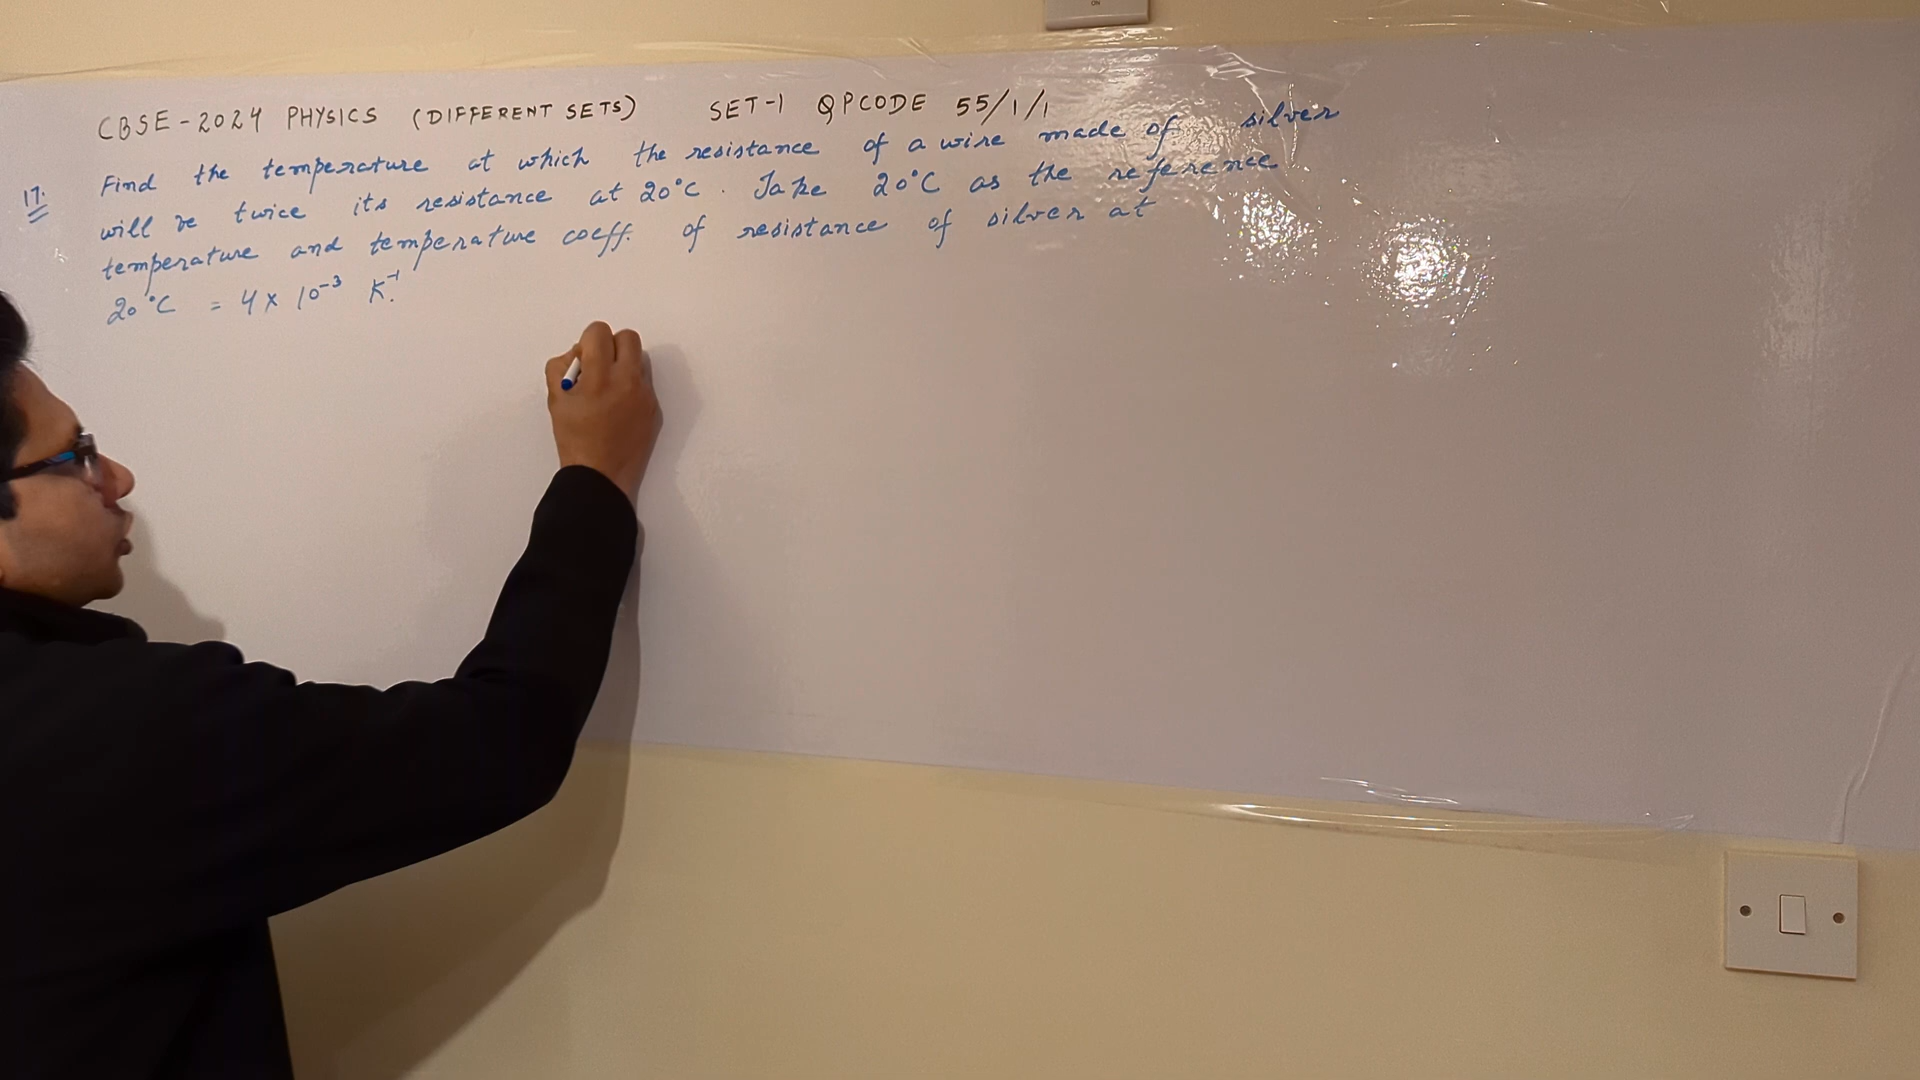 ON
CBSE-2024 PHYSICS (DIFFERENT SETS) SET-1 QPCODE 55/1/1
17. Find the temperature at which the resistance of a wire made of silver
will be twice its resistance at 20°C. Take 20°C as the reference
temperature and temperature coeff. of resistance of silver at
20°C = 4 × 10⁻³ K⁻¹.